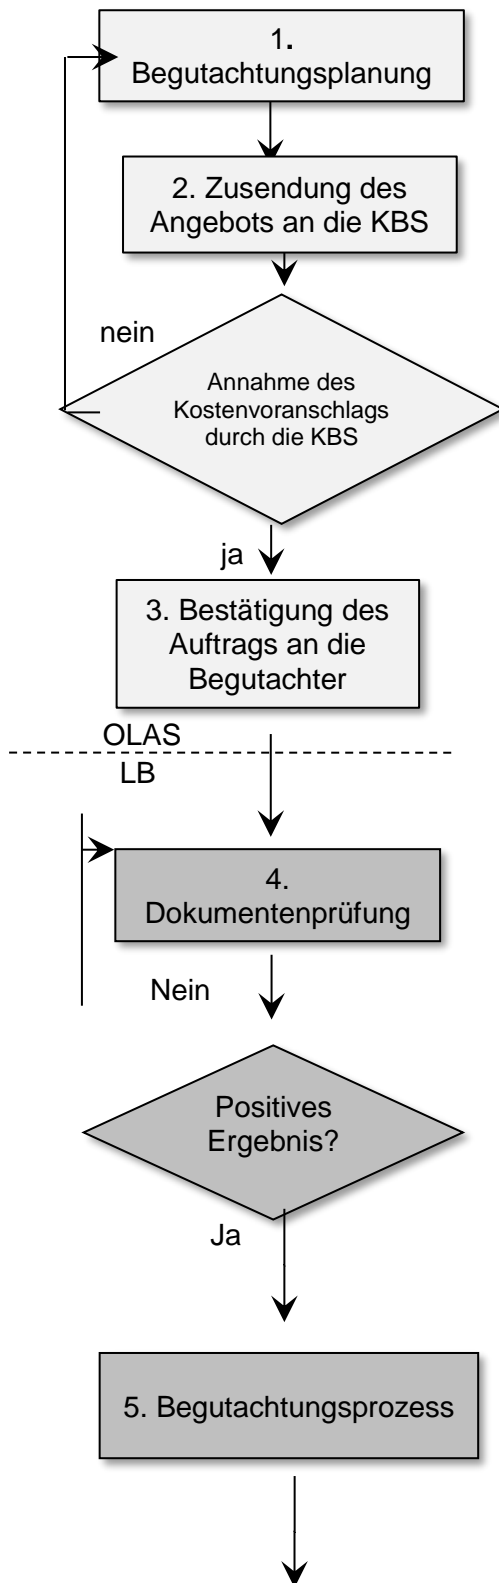 1.
Begutachtungsplanung
2. Zusendung des
Angebots an die KBS
nein
Annahme des
Kostenvoranschlags
durch die KBS
ja
3. Bestätigung des
Auftrags an die
Begutachter
OLAS
LB
4.
Dokumentenprüfung
Nein
Positives
Ergebnis?
Ja
5. Begutachtungsprozess